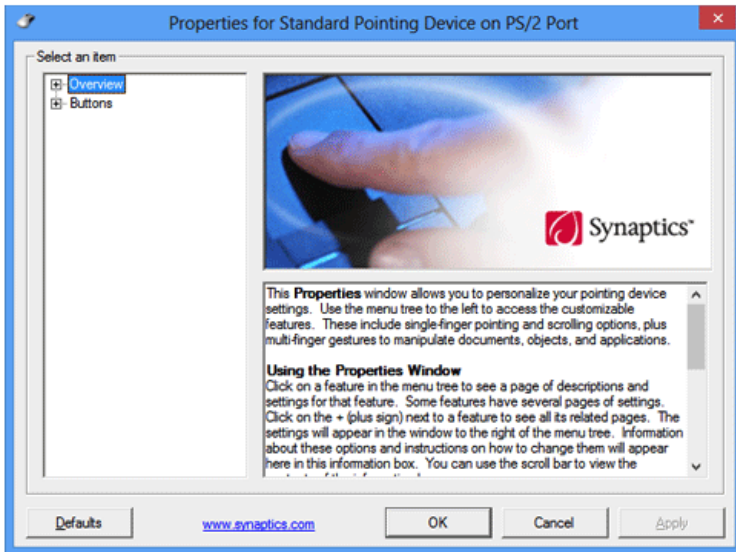 Properties for Standard Pointing Device on PS/2 Port
Select an item
Overview
Buttons
Synaptics™
This Properties window allows you to personalize your pointing device
settings. Use the menu tree to the left to access the customizable
features. These include single-finger pointing and scrolling options, plus
multi-finger gestures to manipulate documents, objects, and applications.
Using the Properties Window
Click on a feature in the menu tree to see a page of descriptions and
settings for that feature. Some features have several pages of settings.
Click on the + (plus sign) next to a feature to see all its related pages. The
settings will appear in the window to the right of the menu tree. Information
about these options and instructions on how to change them will appear
here in this information box. You can use the scroll bar to view the
Defaults
www.synaptics.com
OK
Cancel
Apply